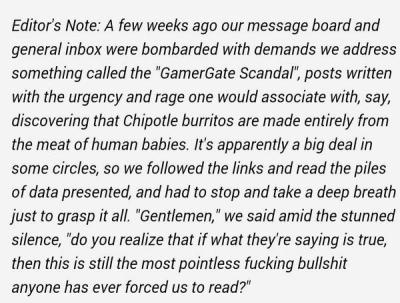 Editor's Note: A few weeks ago our message board and
general inbox were bombarded with demands we address
something called the "GamerGate Scandal", posts written
with the urgency and rage one would associate with, say,
discovering that Chipotle burritos are made entirely from
the meat of human babies. It's apparently a big deal in
some circles, so we followed the links and read the piles
of data presented, and had to stop and take a deep breath
just to grasp it all. "Gentlemen," we said amid the stunned
silence, "do you realize that if what they're saying is true,
then this is still the most pointless fucking bullshit
anyone has ever forced us to read?"